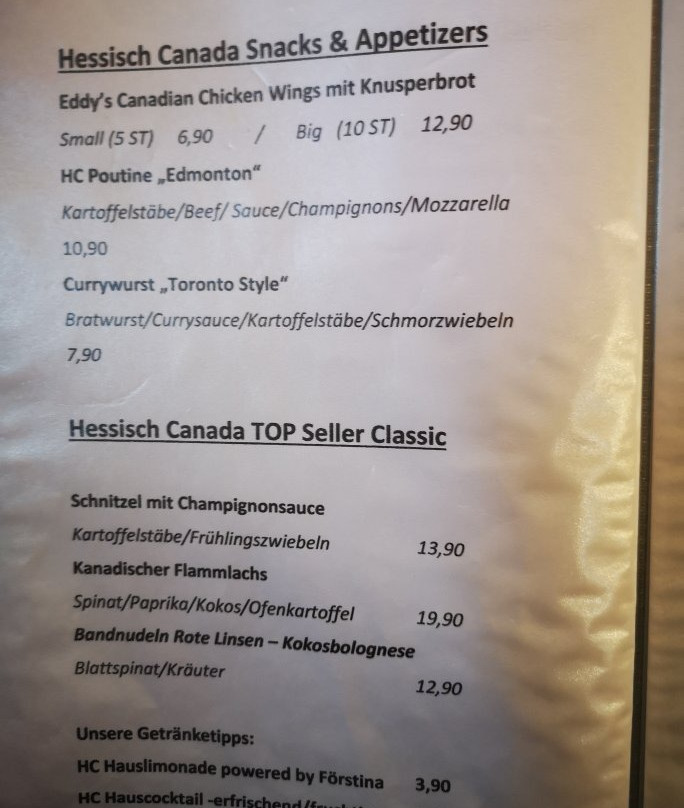 Hessisch Canada Snacks & Appetizers
Eddy's Canadian Chicken Wings mit Knusperbrot
Small (5 ST) 6,90 / Big (10 ST) 12,90
HC Poutine „Edmonton“
Kartoffelstäbe/Beef/ Sauce/Champignons/Mozzarella
10,90
Currywurst „Toronto Style“
Bratwurst/Currysauce/Kartoffelstäbe/Schmorzwiebeln
7,90
Hessisch Canada TOP Seller Classic
Schnitzel mit Champignonsauce
Kartoffelstäbe/Frühlingszwiebeln 13,90
Kanadischer Flammlachs
Spinat/Paprika/Kokos/Ofenkartoffel 19,90
Bandnudeln Rote Linsen – Kokosbolognese
Blattspinat/Kräuter 12,90
Unsere Getränketipps:
HC Hauslimonade powered by Förstina 3,90
HC Hauscocktail -erfrischend